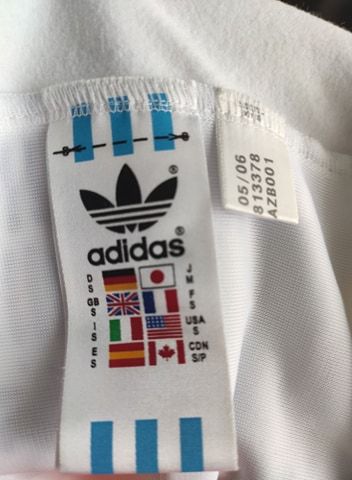 adidas®
®
D
S
GB
S
I
S
E
S
J
M
F
S
USA
S
CDN
S/P
05/06
813378
AZB001